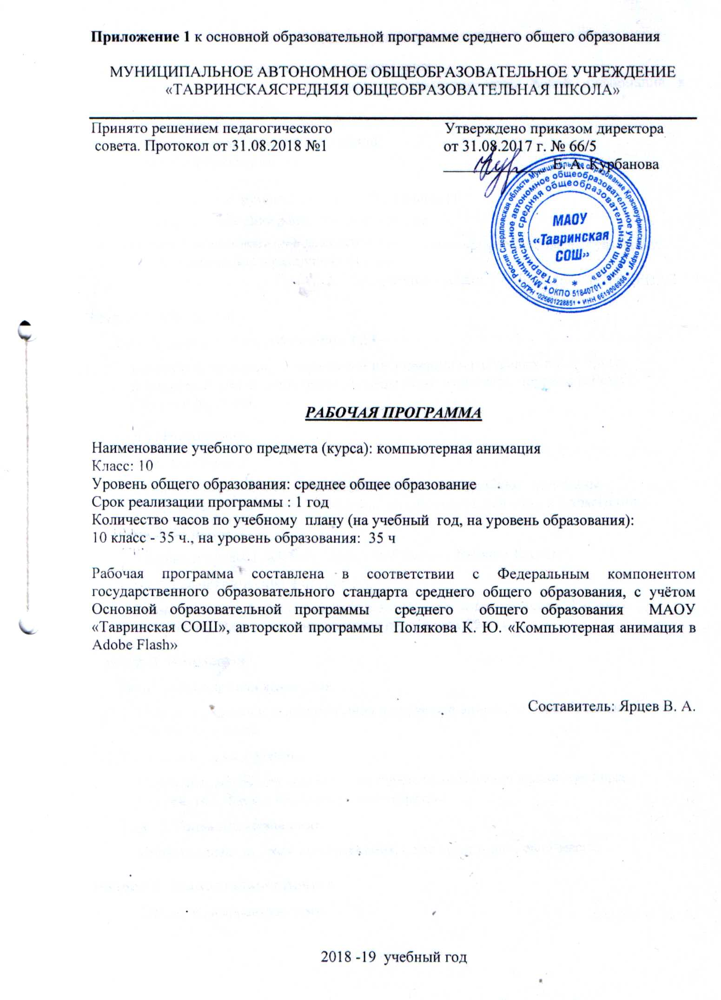 Приложение 1 к основной образовательной программе среднего общего образования
МУНИЦИПАЛЬНОЕ АВТОНОМНОЕ ОБЩЕОБРАЗОВАТЕЛЬНОЕ УЧРЕЖДЕНИЕ
«ТАВРИНСКАЯСРЕДНЯЯ ОБЩЕОБРАЗОВАТЕЛЬНАЯ ШКОЛА»
Принято решением педагогического
совета. Протокол от 31.08.2018 №1
Утверждено приказом директора
от 31.08.2017 г. № 66/5
Е. А. Курбанова
Россия Свердловская область Муниципальное образование Красноуфимский округ
• ОГРН 1026601228851 • ИНН 6619006986 •
Муниципальное автономное общеобразовательное учреждение
• ОКПО 51840701 •
«Тавринская средняя общеобразовательная школа»
*
МАОУ
«Тавринская
СОШ»
РАБОЧАЯ ПРОГРАММА
Наименование учебного предмета (курса): компьютерная анимация
Класс: 10
Уровень общего образования: среднее общее образование
Срок реализации программы : 1 год
Количество часов по учебному плану (на учебный год, на уровень образования):
10 класс - 35 ч., на уровень образования: 35 ч
Рабочая программа составлена в соответствии с Федеральным компонентом
государственного образовательного стандарта среднего общего образования, с учётом
Основной образовательной программы среднего общего образования МАОУ
«Тавринская СОШ», авторской программы Полякова К. Ю. «Компьютерная анимация в
Adobe Flash»
Составитель: Ярцев В. А.
2018 -19 учебный год